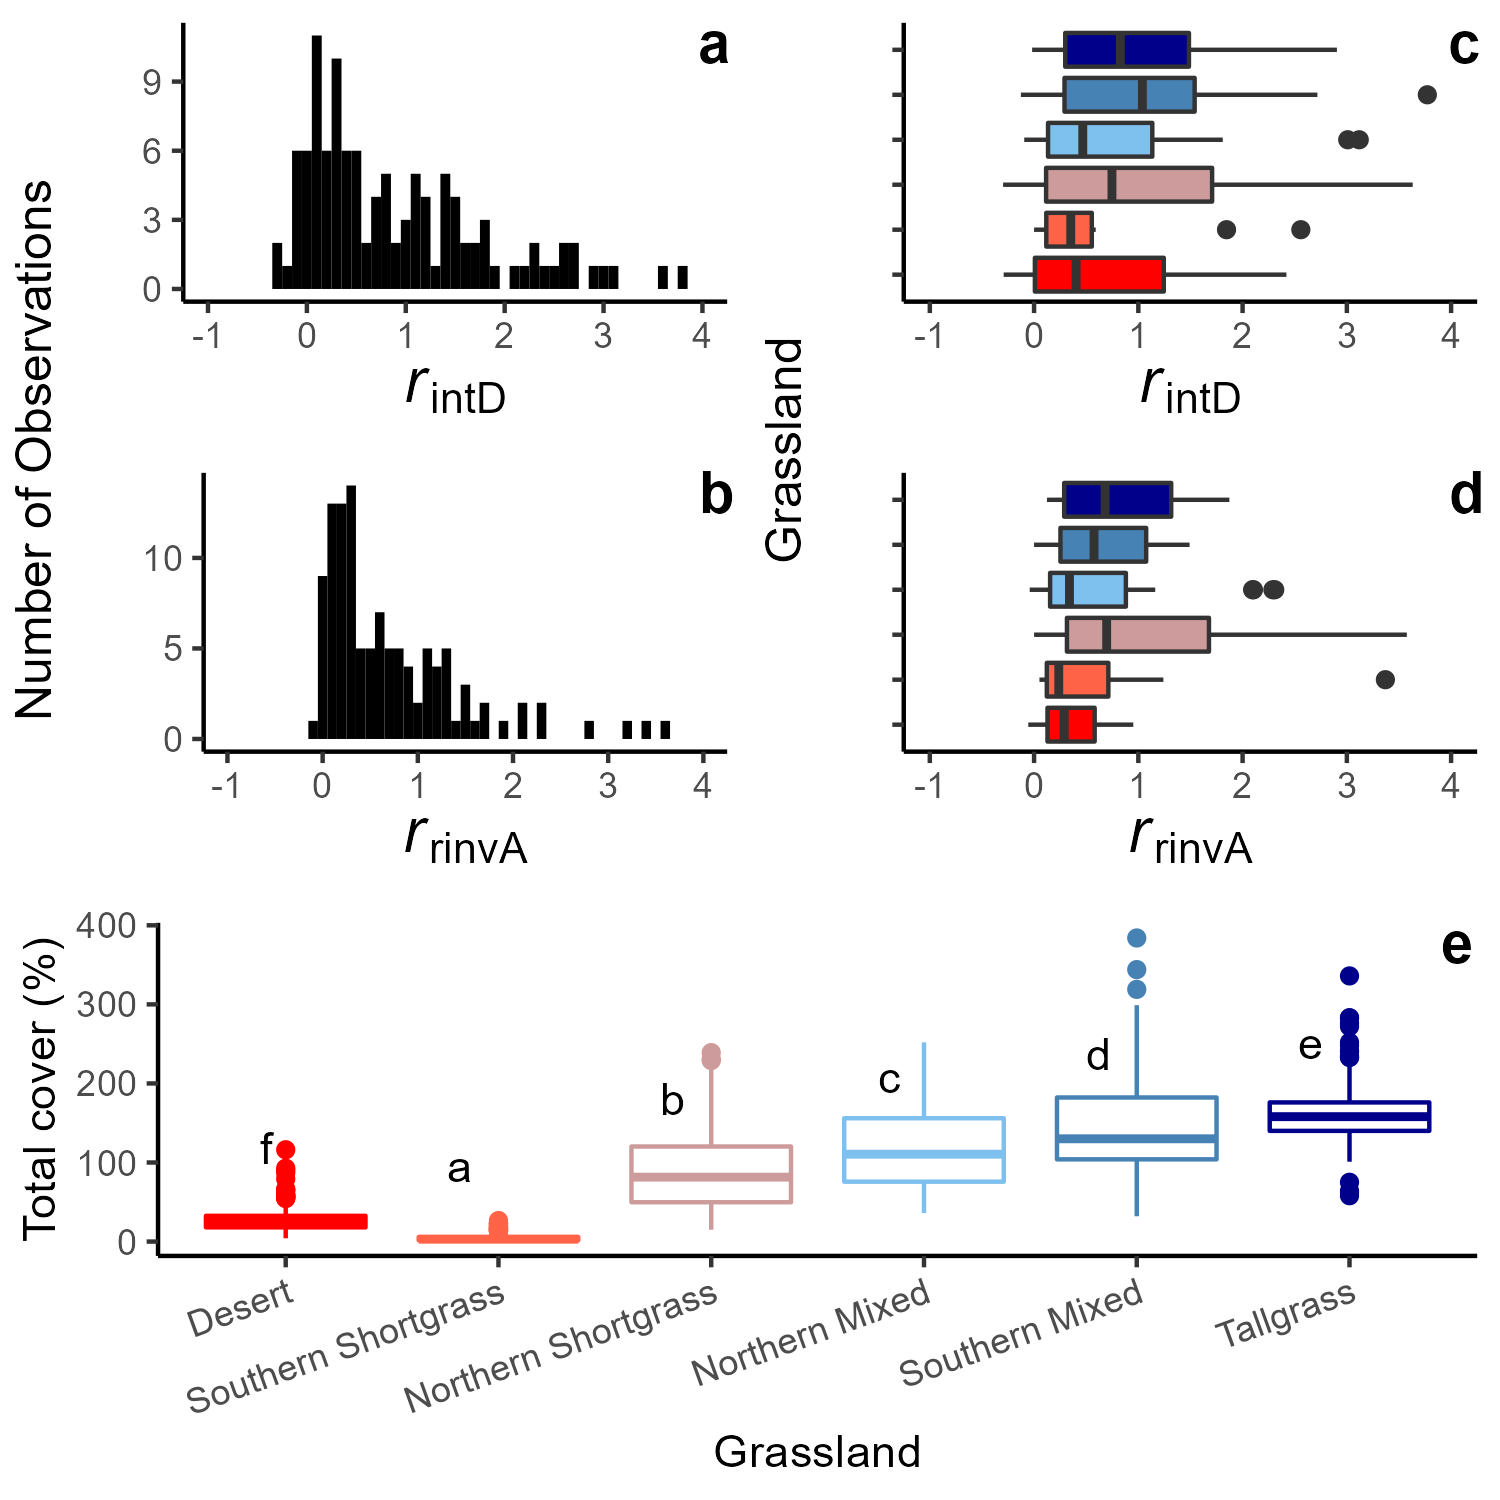 Number of Observations
a
9
6
3
0
-1 0 1 2 3 4
r intD
b
10
5
0
-1 0 1 2 3 4
r rinvA
Grassland
c
-1 0 1 2 3 4
r intD
d
-1 0 1 2 3 4
r rinvA
Total cover (%)
400
300
200
100
0
e
f a b c d e
Desert
Southern Shortgrass
Northern Shortgrass
Northern Mixed
Southern Mixed
Tallgrass
Grassland